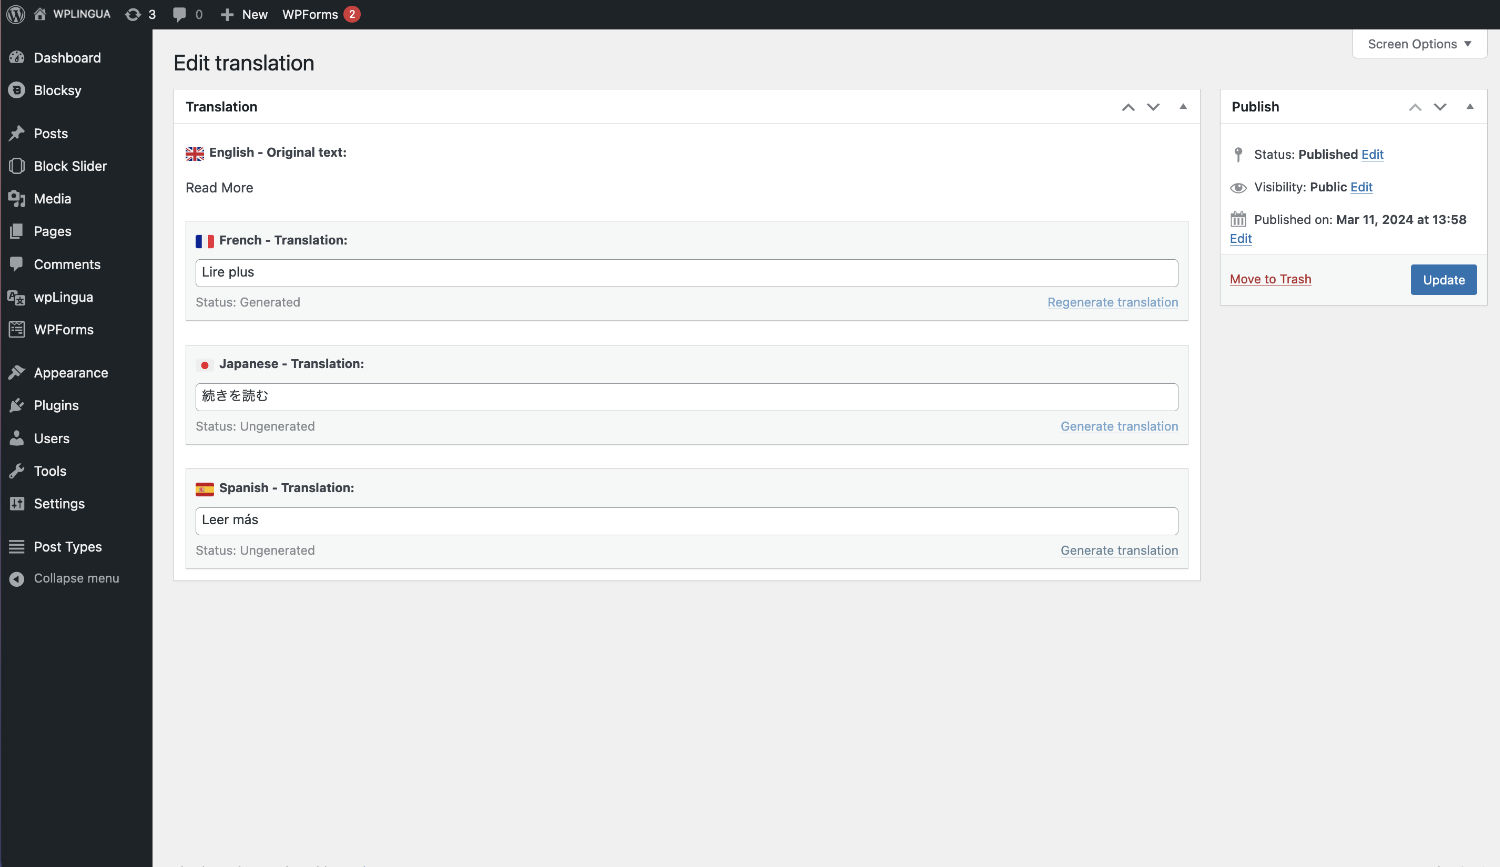 WPLINGUA 3 0 New WPForms 2
Screen Options
Dashboard
Blocksy
Posts
Block Slider
Media
Pages
Comments
wpLingua
WPForms
Appearance
Plugins
Users
Tools
Settings
Post Types
Collapse menu
Edit translation
Translation
English - Original text:
Read More
French - Translation:
Lire plus
Status: Generated Regenerate translation
Japanese - Translation:
続きを読む
Status: Ungenerated Generate translation
Spanish - Translation:
Leer más
Status: Ungenerated Generate translation
Publish
Status: Published Edit
Visibility: Public Edit
Published on: Mar 11, 2024 at 13:58
Edit
Move to Trash Update